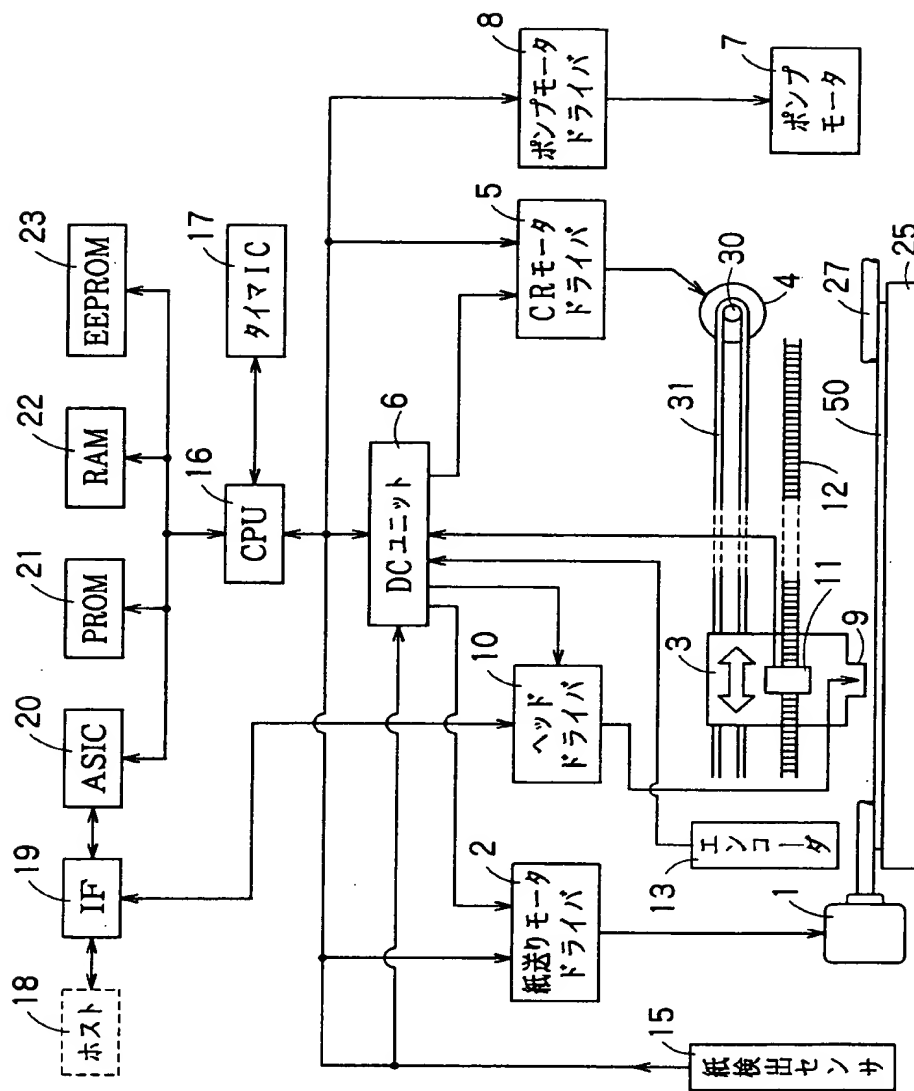 18
ホスト
19
IF
20
ASIC
21
PROM
22
RAM
23
EEPROM
16
CPU
17
タイマIC
6
DCユニット
2
紙送りモータ
ドライバ
10
ヘッド
ドライバ
5
CRモータ
ドライバ
8
ポンプモータ
ドライバ
7
ポンプ
モータ
15
紙検出センサ
13
エンコーダ
1
3
11
9
31
12
30
4
50
27
25